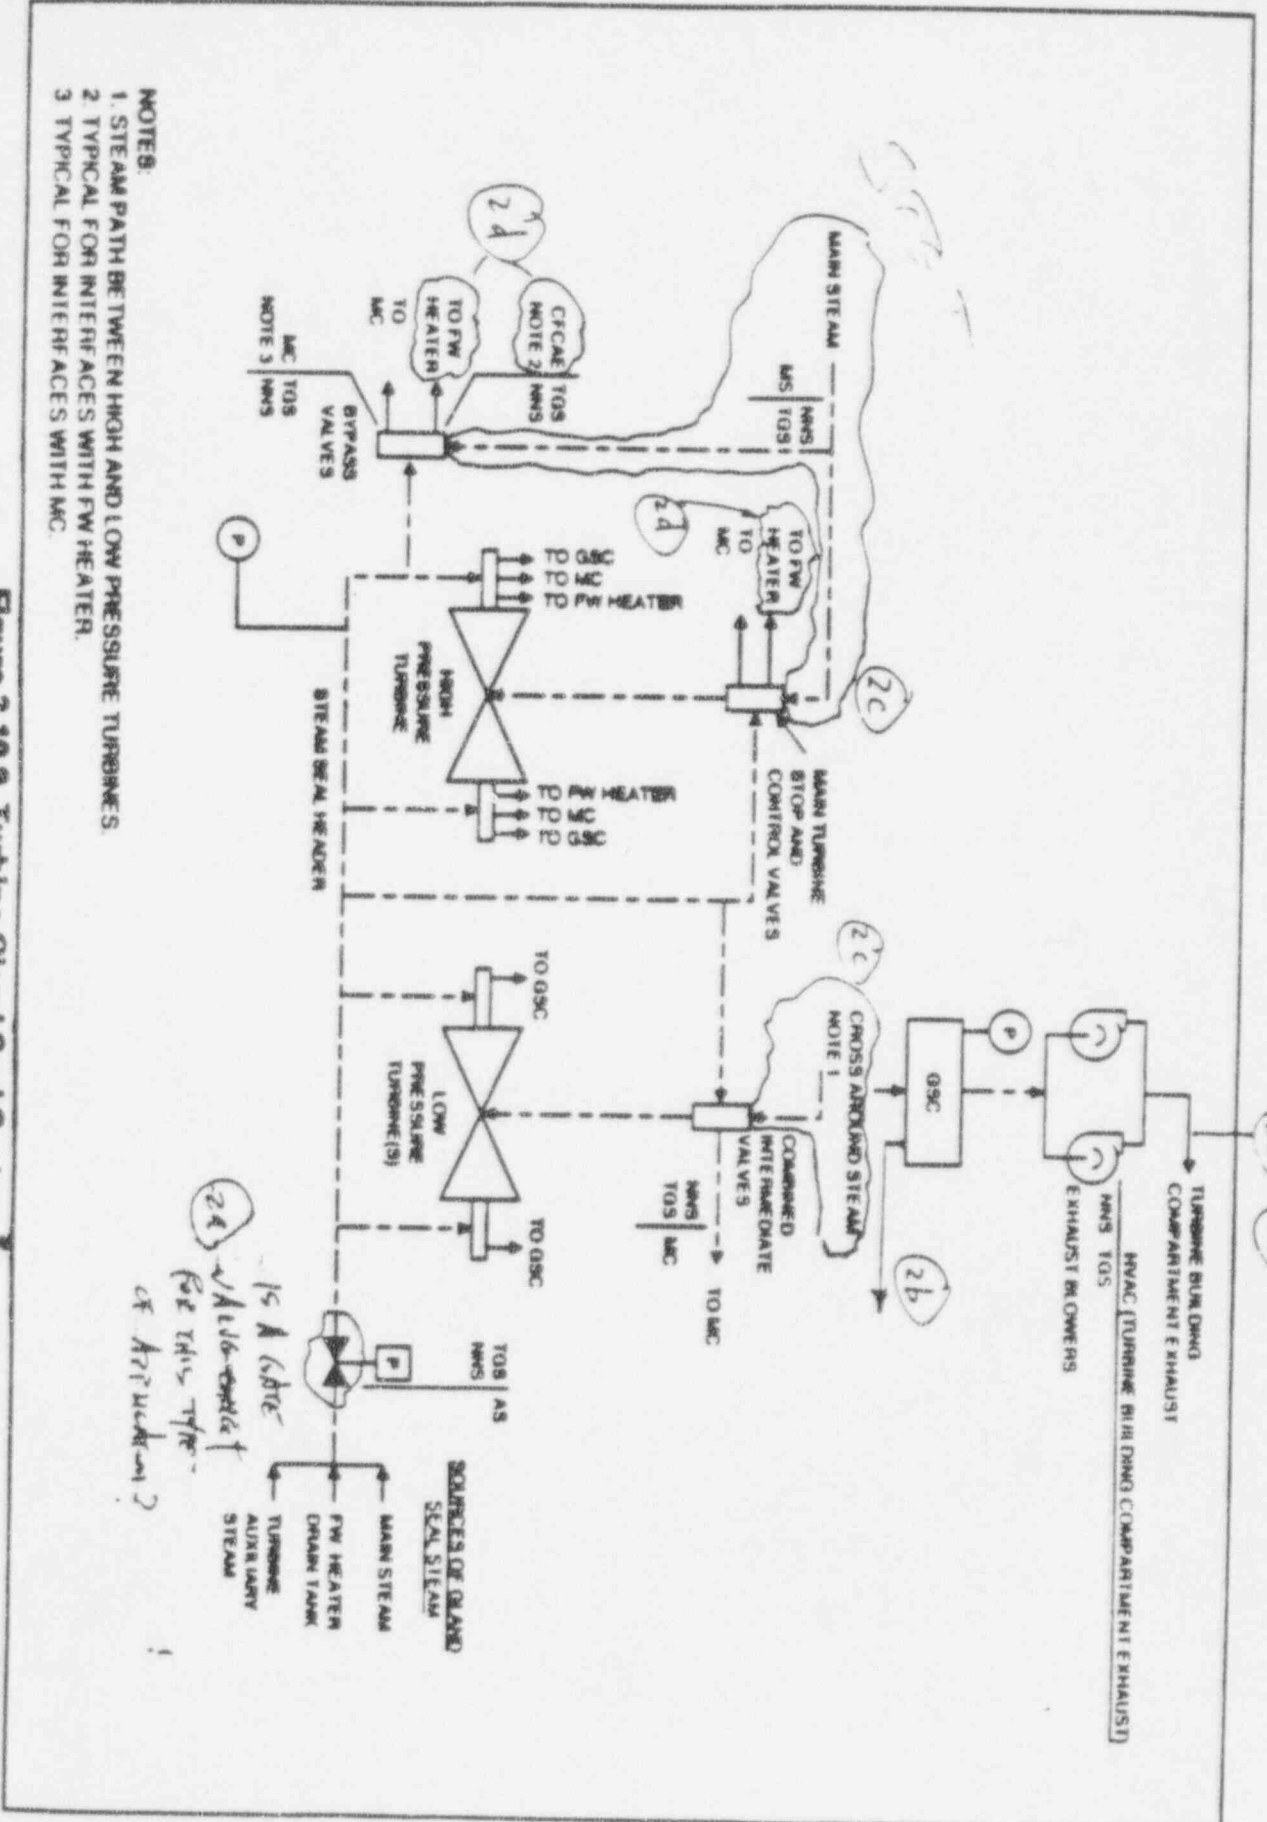 TURBINE BUILDING
COMPARTMENT EXHAUST
HVAC (TURBINE BUILDING COMPARTMENT EXHAUST)
NNS TGS
EXHAUST BLOWERS
P
GSC
2b
2c
CROSS AROUND STEAM
NOTE 1
COMBINED
INTERMEDIATE
VALVES
NNS
TGS MC
TO MC
MAIN STEAM
NNS
MS TGS
2c
MAIN TURBINE
STOP AND
CONTROL VALVES
TO FW
HEATER
TO
MC
2d
2d
CFCAE TGS
NOTE 2 NNS
TO FW
HEATER
TO
MC
BYPASS
VALVES
MC TGS
NOTE 3 NNS
TO GSC
TO MC
TO FW HEATER
HIGH
PRESSURE
TURBINE
TO FW HEATER
TO MC
TO GSC
TO GSC
LOW
PRESSURE
TURBINE(S)
TO GSC
P
STEAM SEAL HEADER
P
TGS AS
NNS
SOURCES OF GLAND
SEAL STEAM
MAIN STEAM
FW HEATER
DRAIN TANK
TURBINE
AUXILIARY
STEAM
2a
IS A GATE
FOR THIS TYPE
OF APPLICATION?
NOTES:
1. STEAM PATH BETWEEN HIGH AND LOW PRESSURE TURBINES
2. TYPICAL FOR INTERFACES WITH FW HEATER.
3 TYPICAL FOR INTERFACES WITH MC.